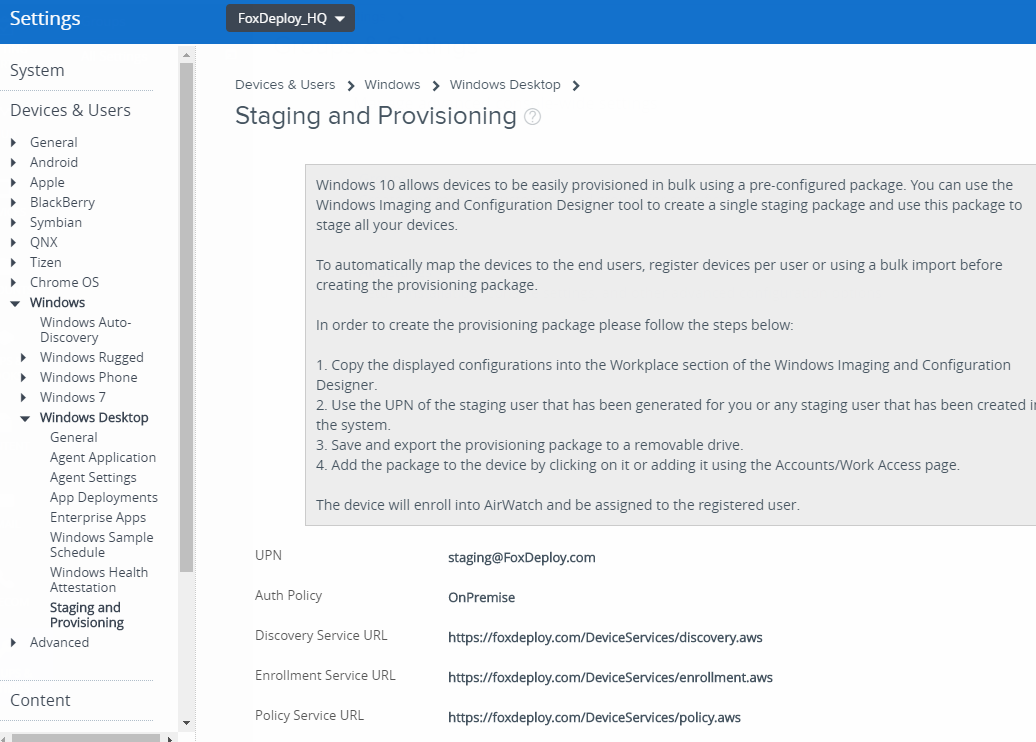 Settings
FoxDeploy_HQ
System
Devices & Users
General
Android
Apple
BlackBerry
Symbian
QNX
Tizen
Chrome OS
Windows
Windows Auto-
Discovery
Windows Rugged
Windows Phone
Windows 7
Windows Desktop
General
Agent Application
Agent Settings
App Deployments
Enterprise Apps
Windows Sample
Schedule
Windows Health
Attestation
Staging and
Provisioning
Advanced
Content
Devices & Users > Windows > Windows Desktop >
Staging and Provisioning ?
Windows 10 allows devices to be easily provisioned in bulk using a pre-configured package. You can use the
Windows Imaging and Configuration Designer tool to create a single staging package and use this package to
stage all your devices.
To automatically map the devices to the end users, register devices per user or using a bulk import before
creating the provisioning package.
In order to create the provisioning package please follow the steps below:
1. Copy the displayed configurations into the Workplace section of the Windows Imaging and Configuration
Designer.
2. Use the UPN of the staging user that has been generated for you or any staging user that has been created in
the system.
3. Save and export the provisioning package to a removable drive.
4. Add the package to the device by clicking on it or adding it using the Accounts/Work Access page.
The device will enroll into AirWatch and be assigned to the registered user.
UPN staging@FoxDeploy.com
Auth Policy OnPremise
Discovery Service URL https://foxdeploy.com/DeviceServices/discovery.aws
Enrollment Service URL https://foxdeploy.com/DeviceServices/enrollment.aws
Policy Service URL https://foxdeploy.com/DeviceServices/policy.aws